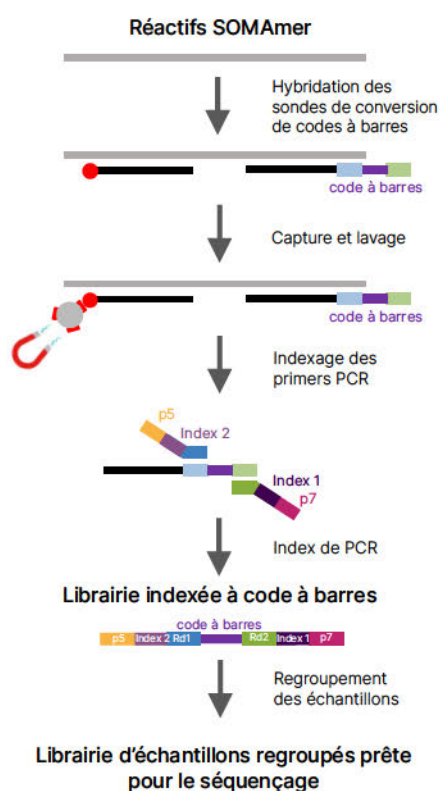 Réactifs SOMAmer
Hybridation des
sondes de conversion
de codes à barres
code à barres
Capture et lavage
code à barres
Indexage des
primers PCR
p5
Index 2
Index 1
p7
Index de PCR
Librairie indexée à code à barres
code à barres
p5 Index 2 Rd1 Rd2 Index 1 p7
Regroupement
des échantillons
Librairie d’échantillons regroupés prête
pour le séquençage